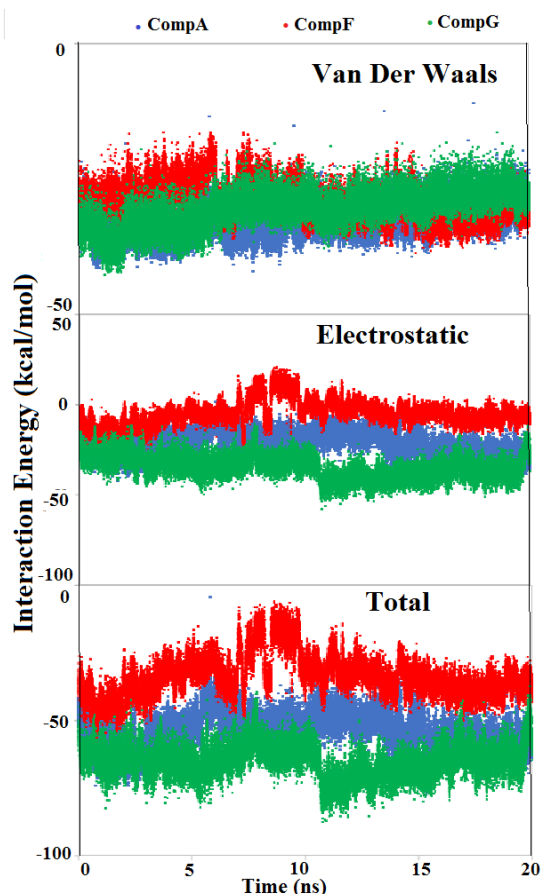 CompA CompF CompG
0
Van Der Waals
-50
50
Electrostatic
0
-50
-100
0
Total
-50
-100
0 5 10 15 20
Time (ns)
Interaction Energy (kcal/mol)